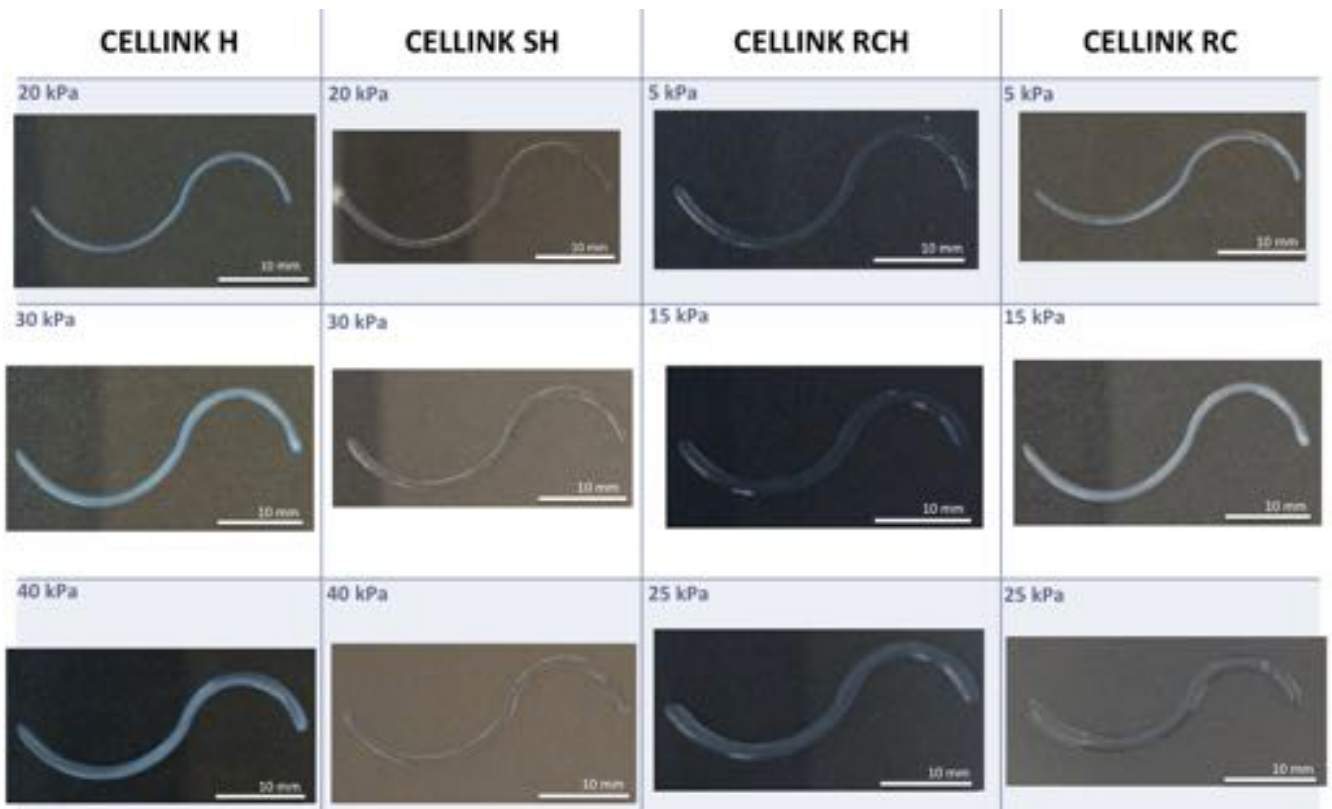 CELLINK H CELLINK SH CELLINK RCH CELLINK RC
20 kPa 20 kPa 5 kPa 5 kPa
10 mm 10 mm 10 mm 10 mm
30 kPa 30 kPa 15 kPa 15 kPa
10 mm 10 mm 10 mm 10 mm
40 kPa 40 kPa 25 kPa 25 kPa
10 mm 10 mm 10 mm 10 mm